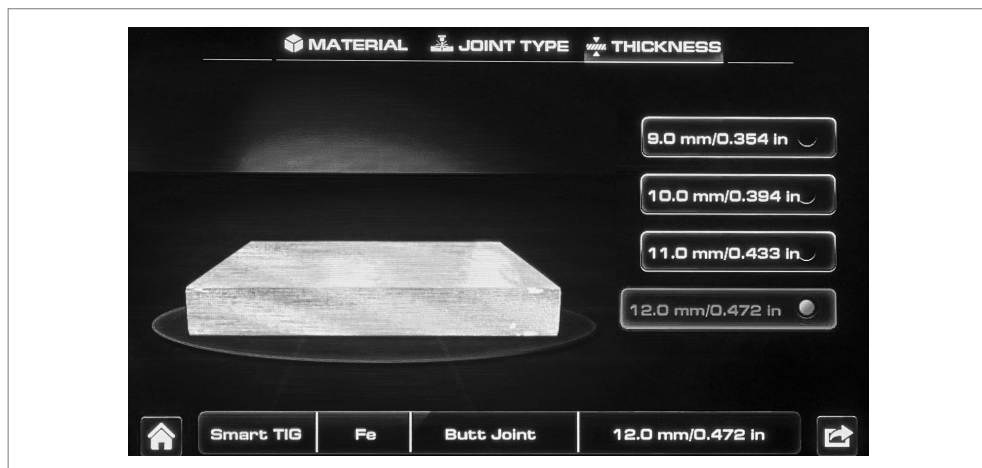 MATERIAL JOINT TYPE THICKNESS
9.0 mm/0.354 in
10.0 mm/0.394 in
11.0 mm/0.433 in
12.0 mm/0.472 in
Smart TIG Fe Butt Joint 12.0 mm/0.472 in